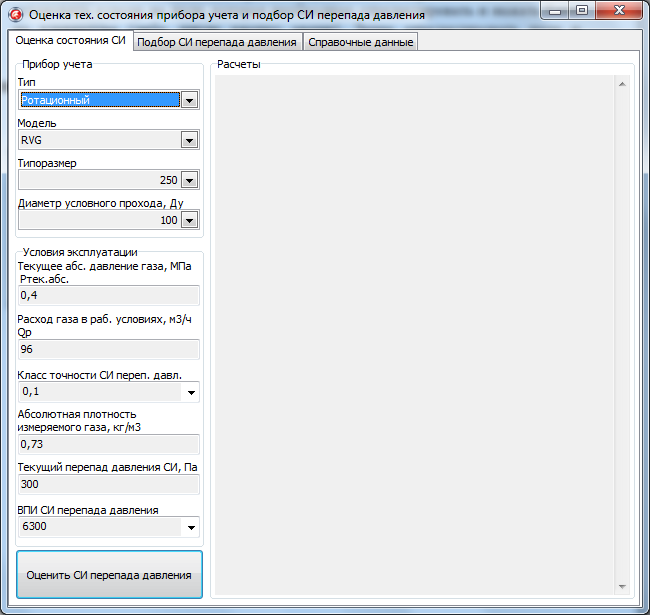 Оценка тех. состояния прибора учета и подбор СИ перепада давления
Оценка состояния СИ
Подбор СИ перепада давления
Справочные данные
Прибор учета
Тип
Ротационный
Модель
RVG
Типоразмер
250
Диаметр условного прохода, Ду
100
Условия эксплуатации
Текущее абс. давление газа, МПа
Ртек.абс.
0,4
Расход газа в раб. условиях, м3/ч
Qp
96
Класс точности СИ переп. давл.
0,1
Абсолютная плотность
измеряемого газа, кг/м3
0,73
Текущий перепад давления СИ, Па
300
ВПИ СИ перепада давления
6300
Оценить СИ перепада давления
Расчеты